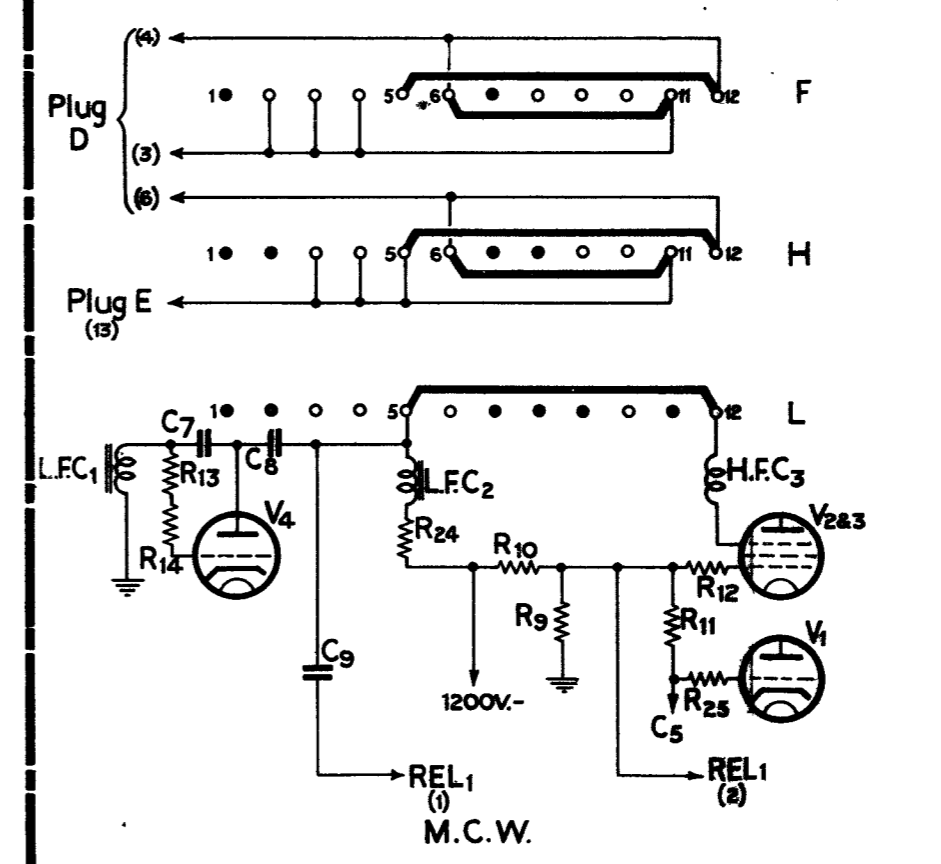 (4)
1 5 * 6 11 12 F
Plug
D
(3)
(6)
1 5 6 11 12 H
Plug E
(13)
1 5 12 L
C7
L.F.C1 R13 C8 L.F.C2 H.F.C3
V4 R24 V2&3
R14 R10
R12
R9 R11 V1
C9
1200V.- R25
C5
REL1 REL1
(1) (2)
M.C.W.